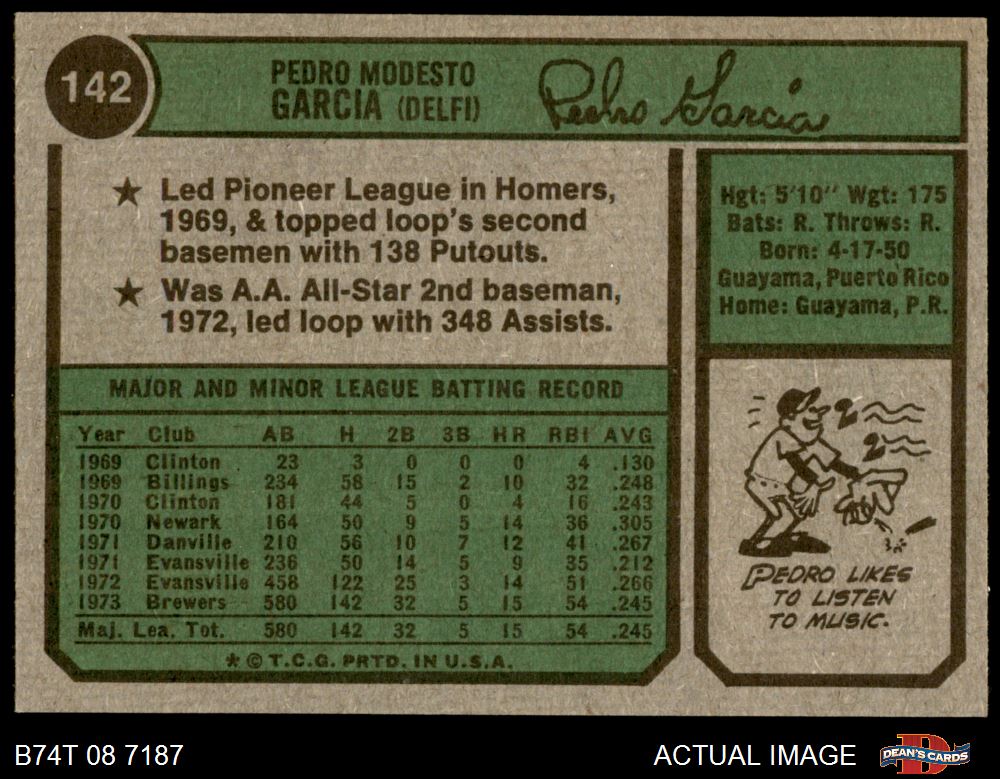 142
PEDRO MODESTO
GARCIA (DELFI)
Pedro Garcia
★ Led Pioneer League in Homers,
1969, & topped loop's second
basemen with 138 Putouts.
★ Was A.A. All-Star 2nd baseman,
1972, led loop with 348 Assists.
Hgt: 5'10" Wgt: 175
Bats: R. Throws: R.
Born: 4-17-50
Guayama, Puerto Rico
Home: Guayama, P.R.
MAJOR AND MINOR LEAGUE BATTING RECORD
Year Club AB H 2B 3B HR RBI AVG
1969 Clinton 23 3 0 0 0 4 .130
1969 Billings 234 58 15 2 10 32 .248
1970 Clinton 181 44 5 0 4 16 .243
1970 Newark 164 50 9 5 14 36 .305
1971 Danville 210 56 10 7 12 41 .267
1971 Evansville 236 50 14 5 9 35 .212
1972 Evansville 458 122 25 3 14 51 .266
1973 Brewers 580 142 32 5 15 54 .245
Maj. Lea. Tot. 580 142 32 5 15 54 .245
* © T.C.G. PRTD. IN U.S.A.
PEDRO LIKES
TO LISTEN
TO MUSIC.
B74T 08 7187
ACTUAL IMAGE
DEAN'S CARDS